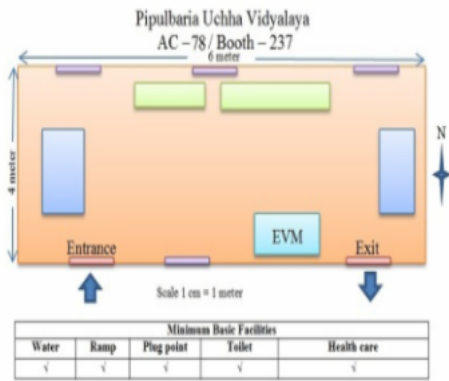 Pipulbaria Uchha Vidyalaya
AC – 78 / Booth – 237
6 meter
4 meter
N
EVM
Entrance
Exit
Scale 1 cm = 1 meter
Minimum Basic Facilities
Water Ramp Plug point Toilet Health care
√ √ √ √ √